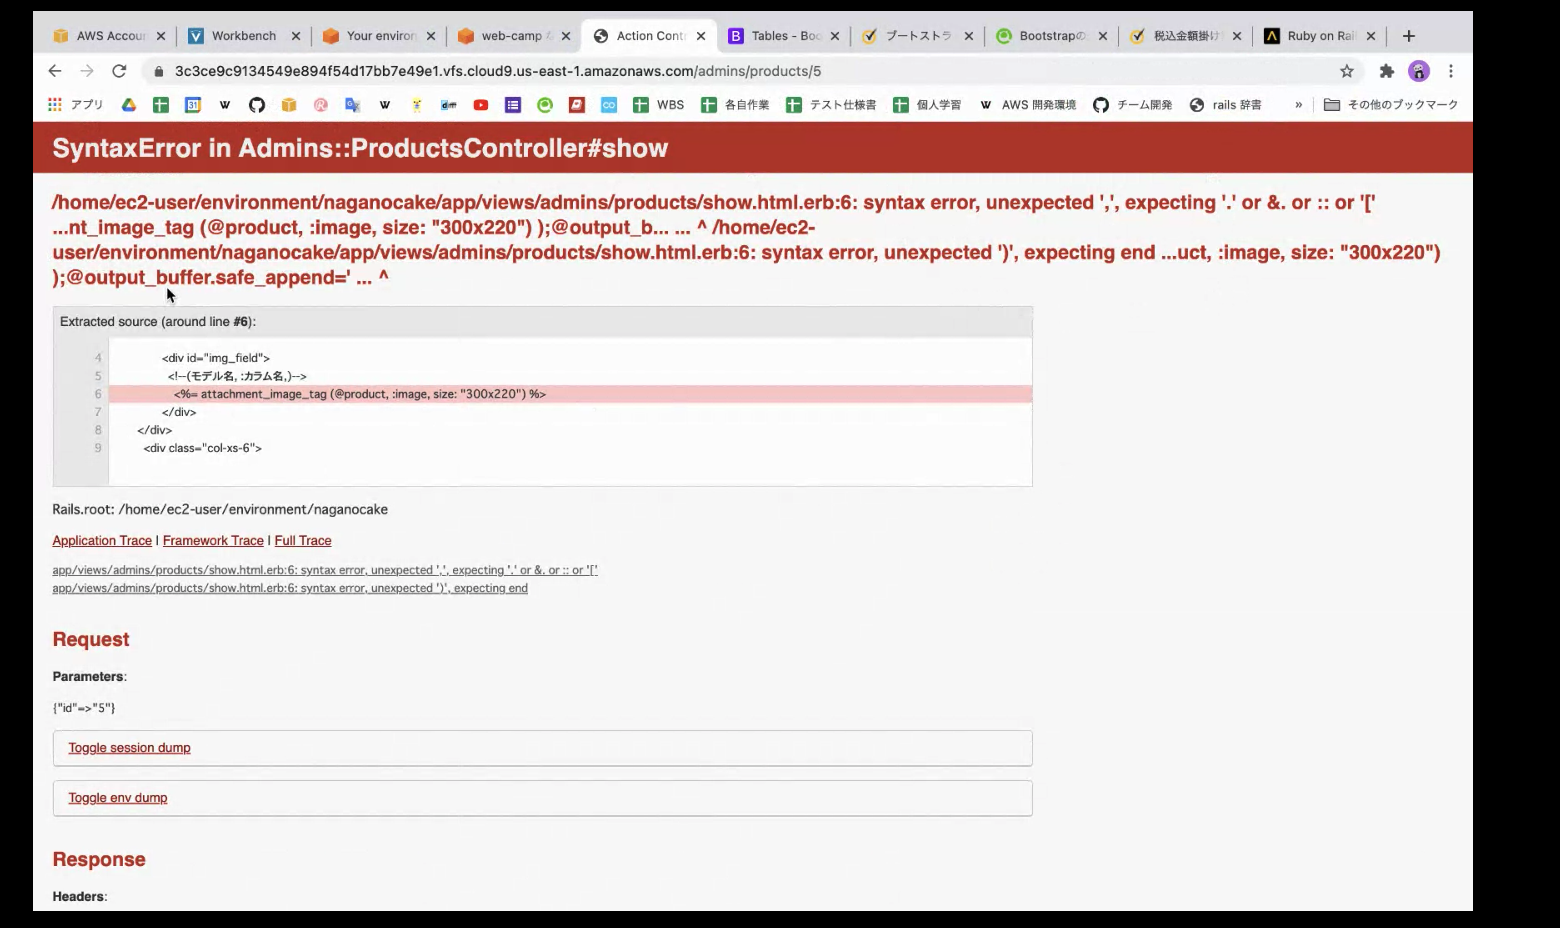 AWS Accou
Workbench
Your enviror
web-camp
Action Cont
Tables - Boo
ブートストラ
Bootstrapの
税込金額掛け
Ruby on Rai
3c3ce9c9134549e894f54d17bb7e49e1.vfs.cloud9.us-east-1.amazonaws.com/admins/products/5
アプリ
WBS
各自作業
テスト仕様書
個人学習
AWS 開発環境
チーム開発
rails 辞書
»
その他のブックマーク
SyntaxError in Admins::ProductsController#show
/home/ec2-user/environment/naganocake/app/views/admins/products/show.html.erb:6: syntax error, unexpected ',', expecting '.' or &. or :: or '['
...nt_image_tag (@product, :image, size: "300x220") );@output_b... ... ^ /home/ec2-
user/environment/naganocake/app/views/admins/products/show.html.erb:6: syntax error, unexpected ')', expecting end ...uct, :image, size: "300x220")
);@output_buffer.safe_append=' ... ^
Extracted source (around line #6):
4 <div id="img_field">
5 <!--(モデル名, :カラム名,)-->
6 <%= attachment_image_tag (@product, :image, size: "300x220") %>
7 </div>
8 </div>
9 <div class="col-xs-6">
Rails.root: /home/ec2-user/environment/naganocake
Application Trace | Framework Trace | Full Trace
app/views/admins/products/show.html.erb:6: syntax error, unexpected ',', expecting '.' or &. or :: or '['
app/views/admins/products/show.html.erb:6: syntax error, unexpected ')', expecting end
Request
Parameters:
{"id"=>"5"}
Toggle session dump
Toggle env dump
Response
Headers: